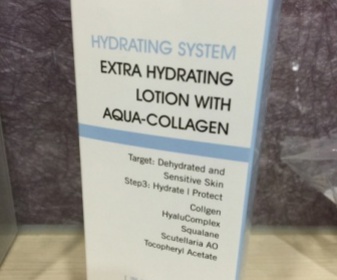 HYDRATING SYSTEM
EXTRA HYDRATING
LOTION WITH
AQUA-COLLAGEN
Target: Dehydrated and
Sensitive Skin
Step3: Hydrate | Protect
Collgen
HyaluComplex
Squalane
Scutellaria AO
Tocopheryl Acetate